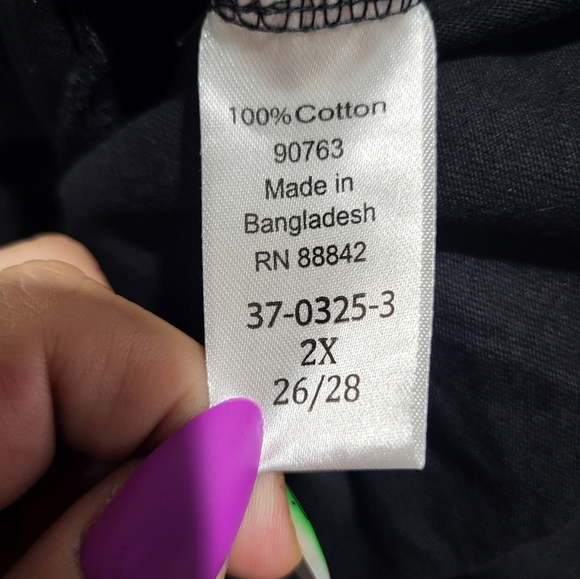 100% Cotton
90763
Made in
Bangladesh
RN 88842
37-0325-3
2X
26/28